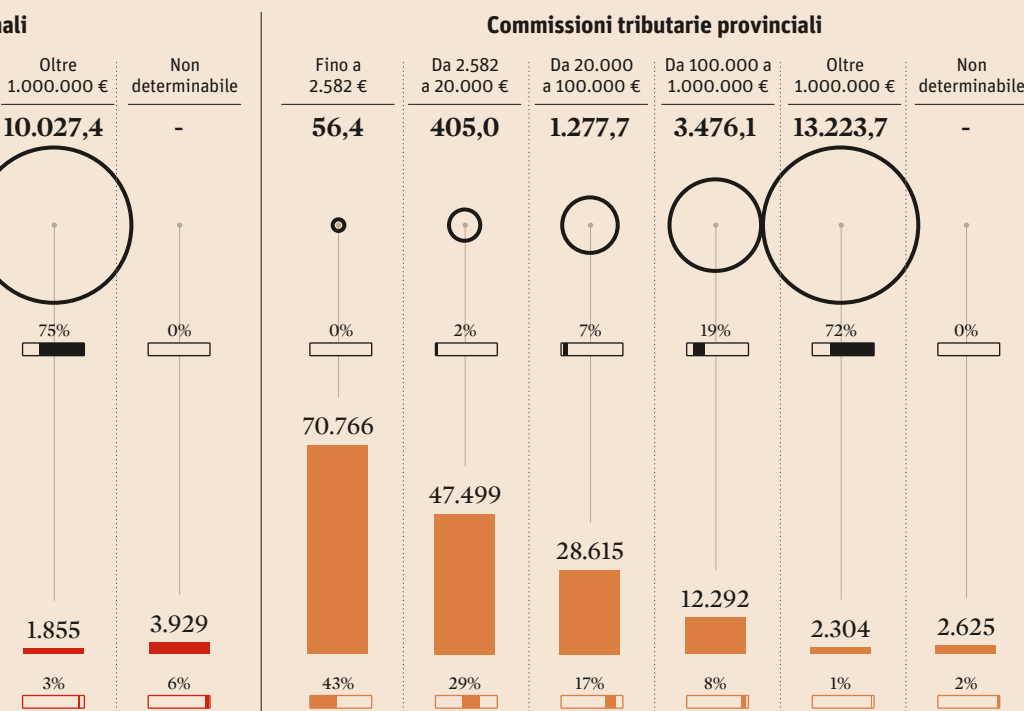 ali
Commissioni tributarie provinciali
Oltre
1.000.000 €
Non
determinabile
Fino a
2.582 €
Da 2.582
a 20.000 €
Da 20.000
a 100.000 €
Da 100.000 a
1.000.000 €
Oltre
1.000.000 €
Non
determinabile
10.027,4
-
56,4
405,0
1.277,7
3.476,1
13.223,7
-
75%
0%
0%
2%
7%
19%
72%
0%
70.766
47.499
28.615
12.292
1.855
3.929
2.304
2.625
3%
6%
43%
29%
17%
8%
1%
2%